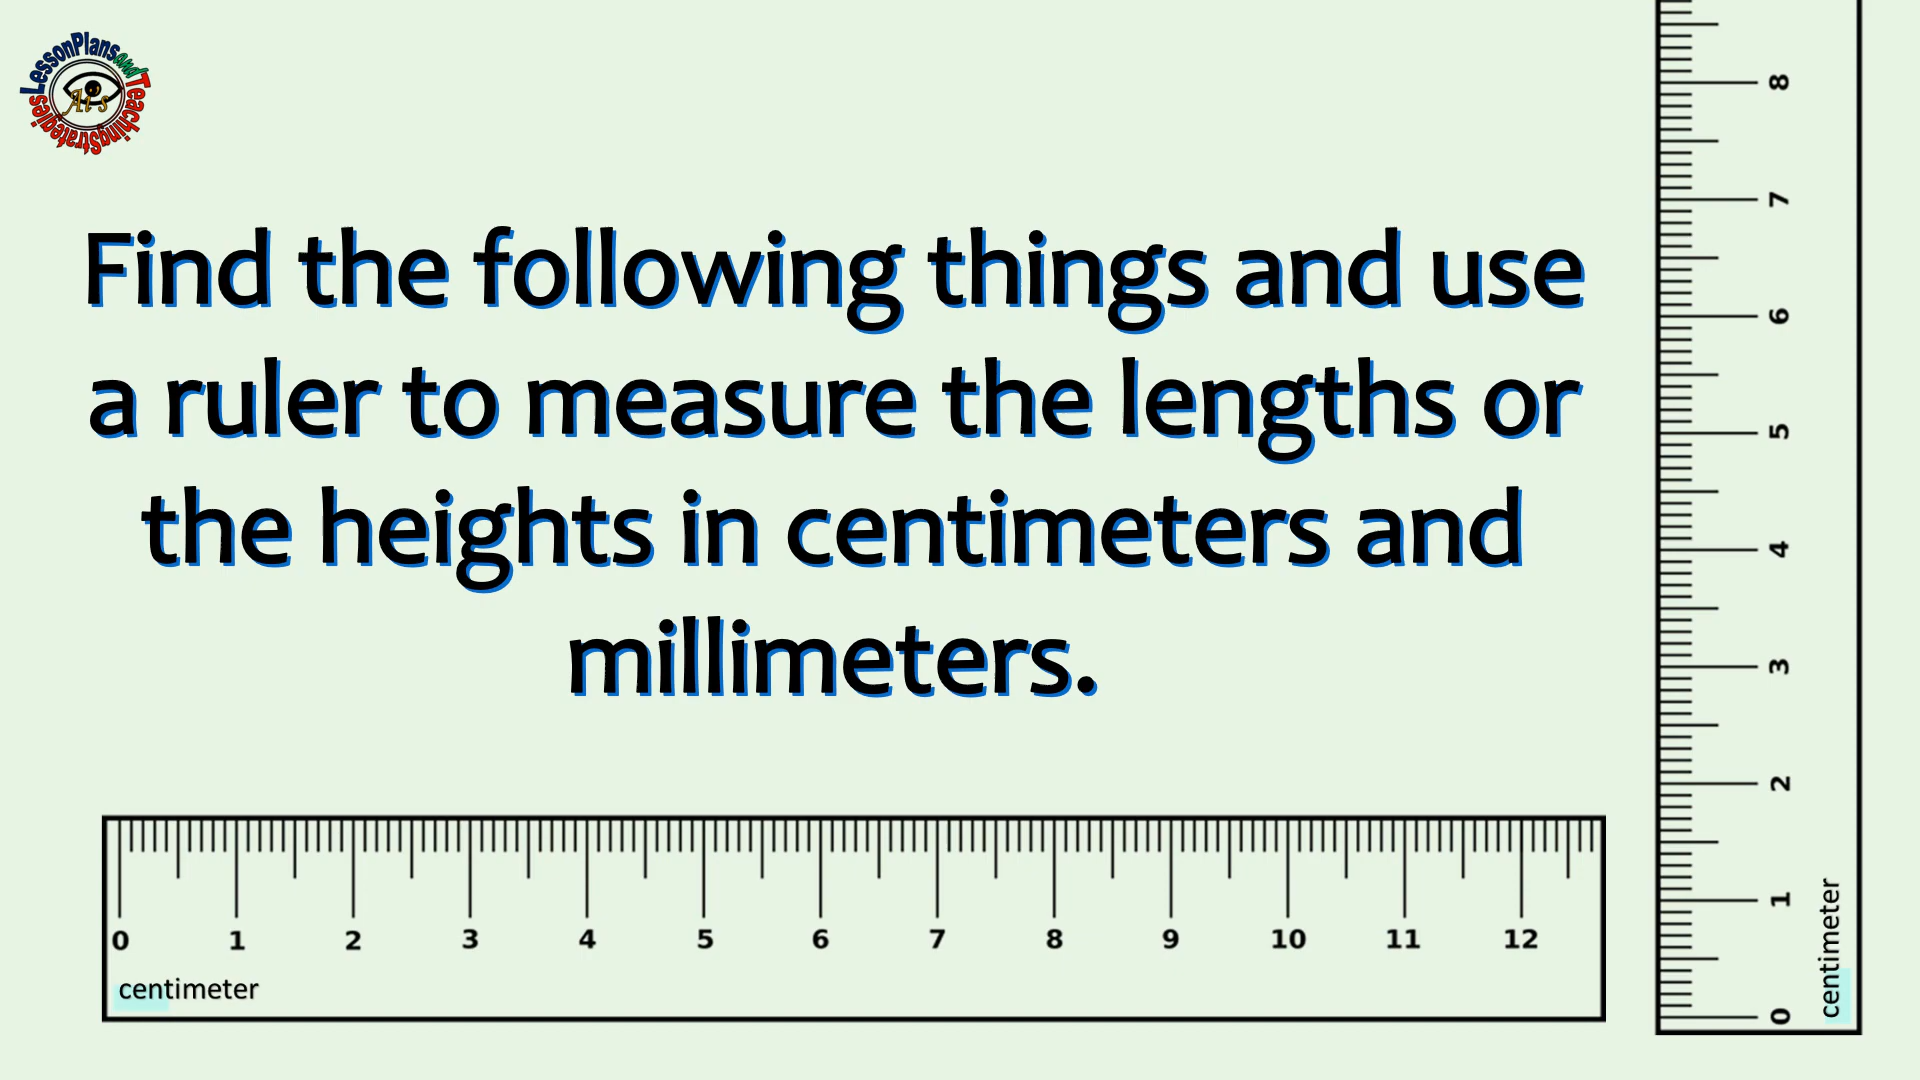 LessonPlansandTeachingStrategies
Al's
Find the following things and use
a ruler to measure the lengths or
the heights in centimeters and
millimeters.
0 1 2 3 4 5 6 7 8 9 10 11 12
centimeter
8
7
6
5
4
3
2
1
0
centimeter